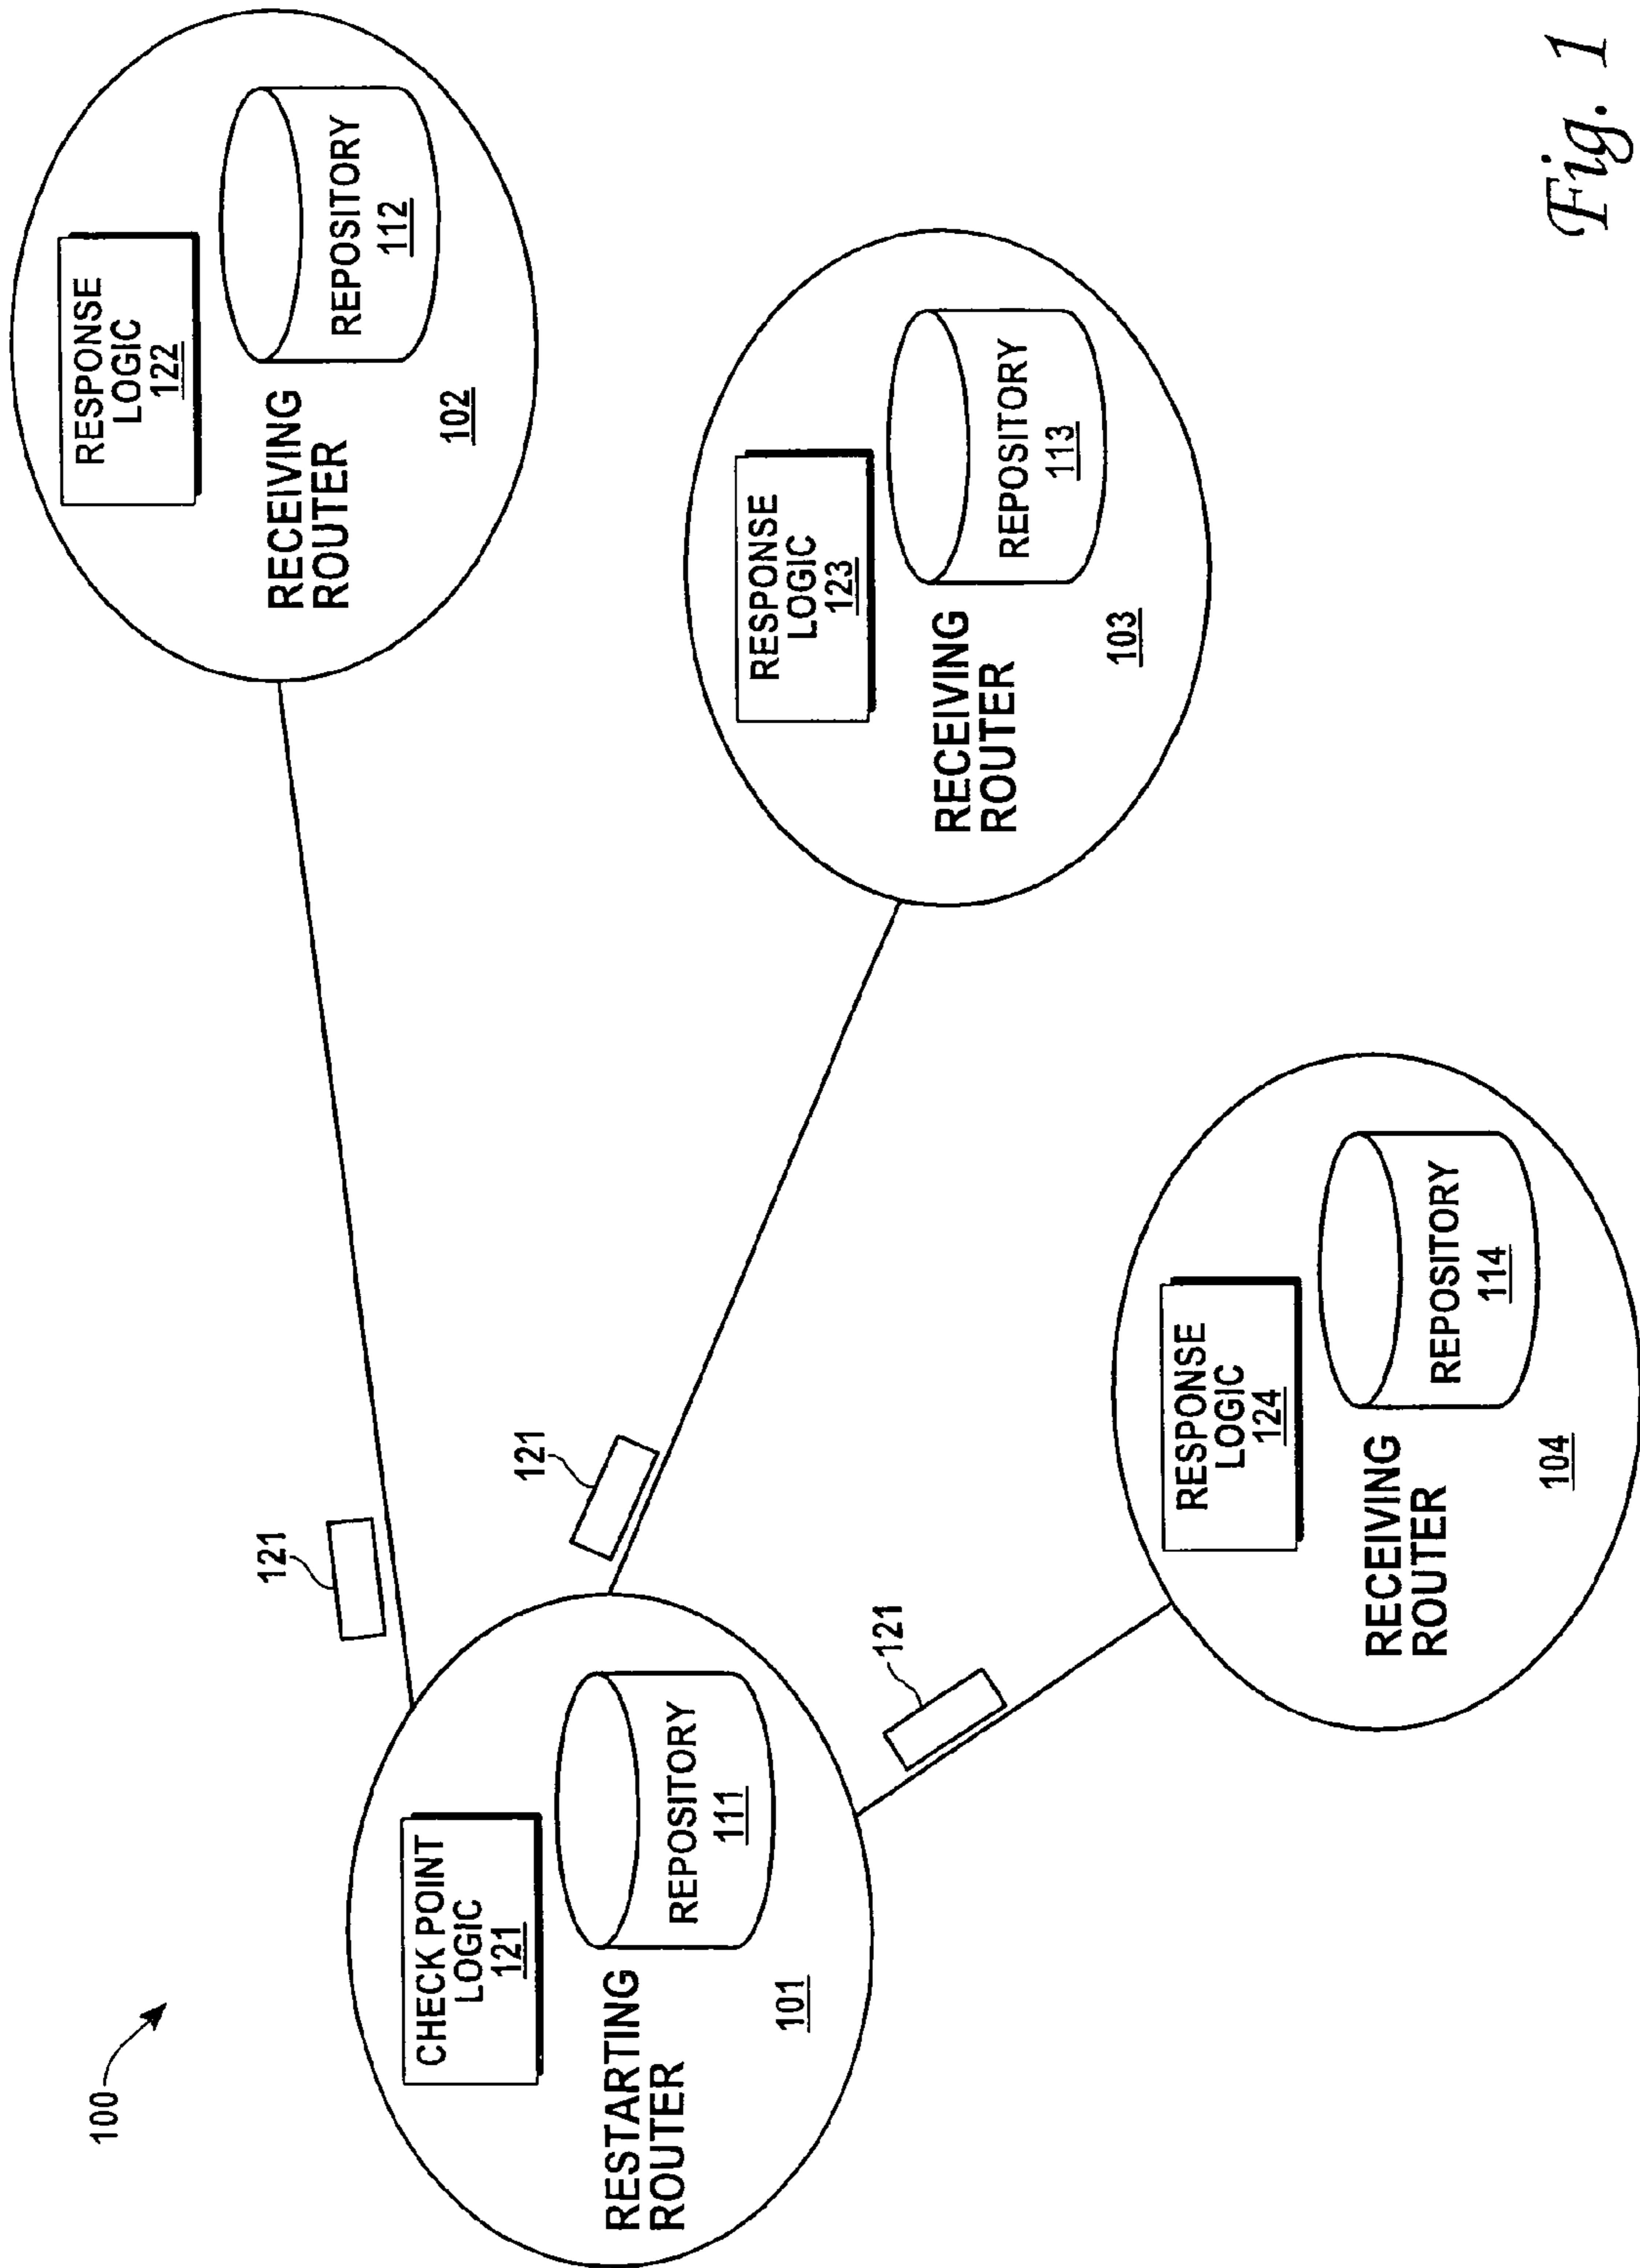 100
CHECK POINT
LOGIC
121
REPOSITORY
111
RESTARTING
ROUTER
101
121
121
121
RESPONSE
LOGIC
122
REPOSITORY
112
RECEIVING
ROUTER
102
RESPONSE
LOGIC
123
REPOSITORY
113
RECEIVING
ROUTER
103
RESPONSE
LOGIC
124
REPOSITORY
114
RECEIVING
ROUTER
104
Fig. 1